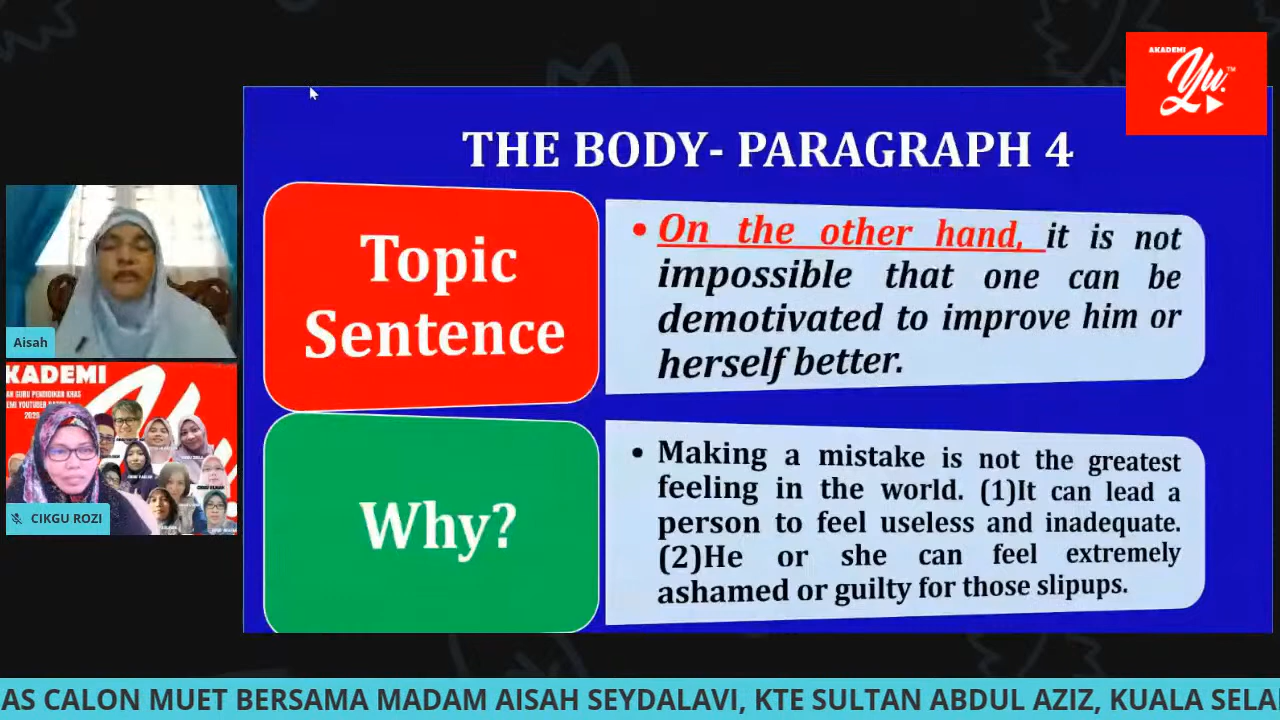 AKADEMI
Yu.
TM
THE BODY- PARAGRAPH 4
Topic
Sentence
• On the other hand, it is not
impossible that one can be
demotivated to improve him or
herself better.
Why?
• Making a mistake is not the greatest
feeling in the world. (1)It can lead a
person to feel useless and inadequate.
(2)He or she can feel extremely
ashamed or guilty for those slipups.
Aisah
KADEMI
AN GURU PENDIDIKAN KHAS
CIKGU ROZI
AS CALON MUET BERSAMA MADAM AISAH SEYDALAVI, KTE SULTAN ABDUL AZIZ, KUALA SELA